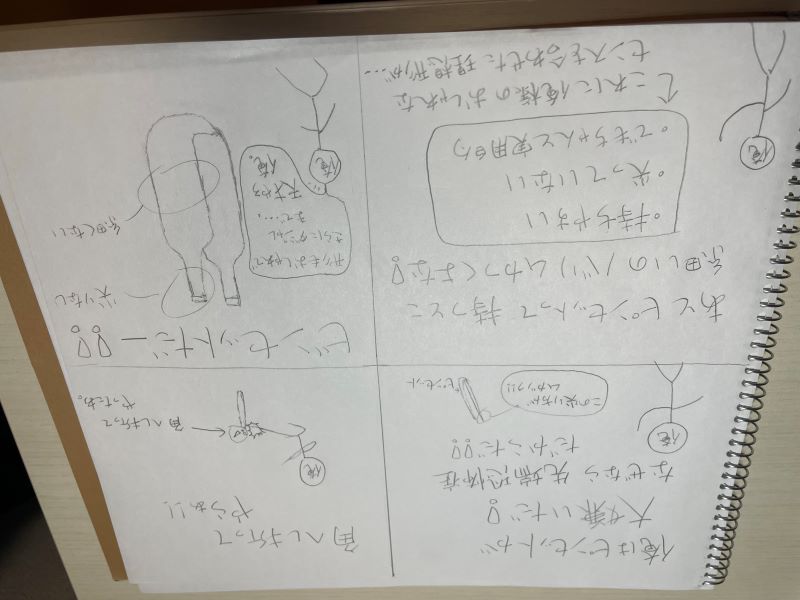 俺はピンセットが
大嫌いだ!
なぜなら 先端恐怖症
だからだ!!
俺
この尖り方が
ムカツク!!
ピンセット
角へし折って
やらぁ!!
俺
角へし折って
やったわ。
あと ピンセットって 持つとこ
細いの バリ ムカつくよな!
・持ちやすい
・尖っていない
・でもちゃんと実用的
俺
↑これに俺様のおしゃれな
センスを合わせた理想形が…
ビンセットだー!!
尖りなし
細くない
形もおしゃれで
さらにダジャレ
まで…。
天才やろ
俺。
俺